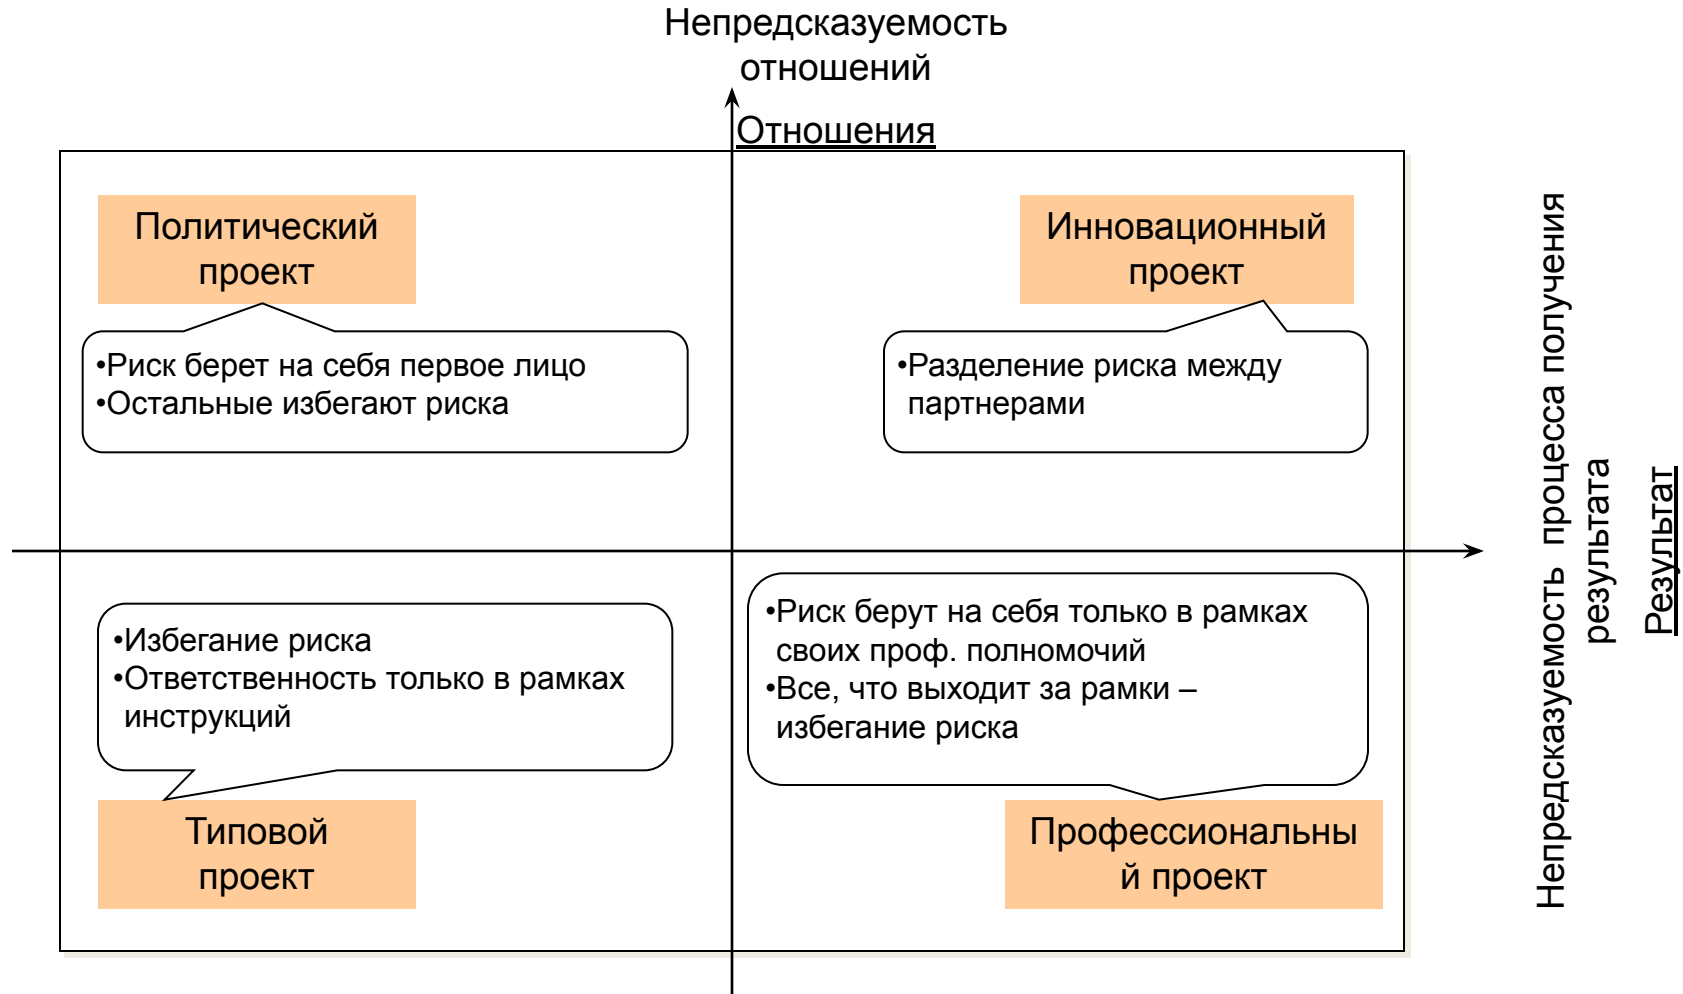 Непредсказуемость
отношений
Отношения
Политический
проект
•Риск берет на себя первое лицо
•Остальные избегают риска
Инновационный
проект
•Разделение риска между
партнерами
•Избегание риска
•Ответственность только в рамках
инструкций
Типовой
проект
•Риск берут на себя только в рамках
своих проф. полномочий
•Все, что выходит за рамки –
избегание риска
Профессиональны
й проект
Непредсказуемость процесса получения
результата
Результат